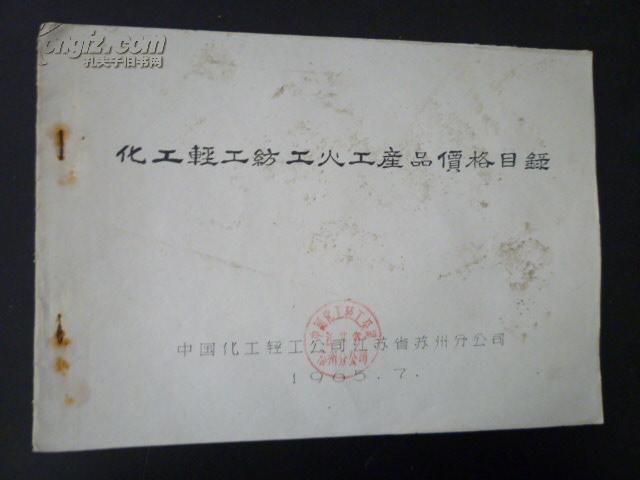 kongfz.com
孔夫子旧书网
化工輕工紡工火工産品價格目錄
中国化工轻工公司江苏省苏州分公司
1965.7.